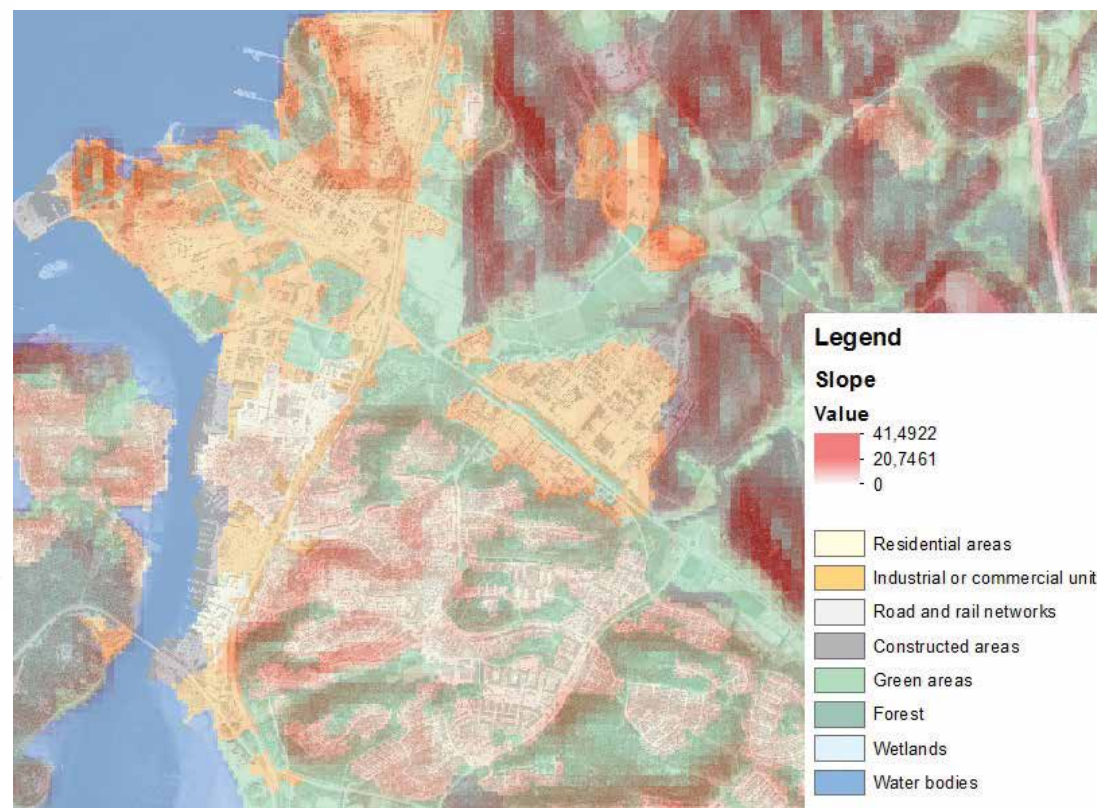 Legend
Slope
Value
41,4922
20,7461
0
Residential areas
Industrial or commercial unit
Road and rail networks
Constructed areas
Green areas
Forest
Wetlands
Water bodies